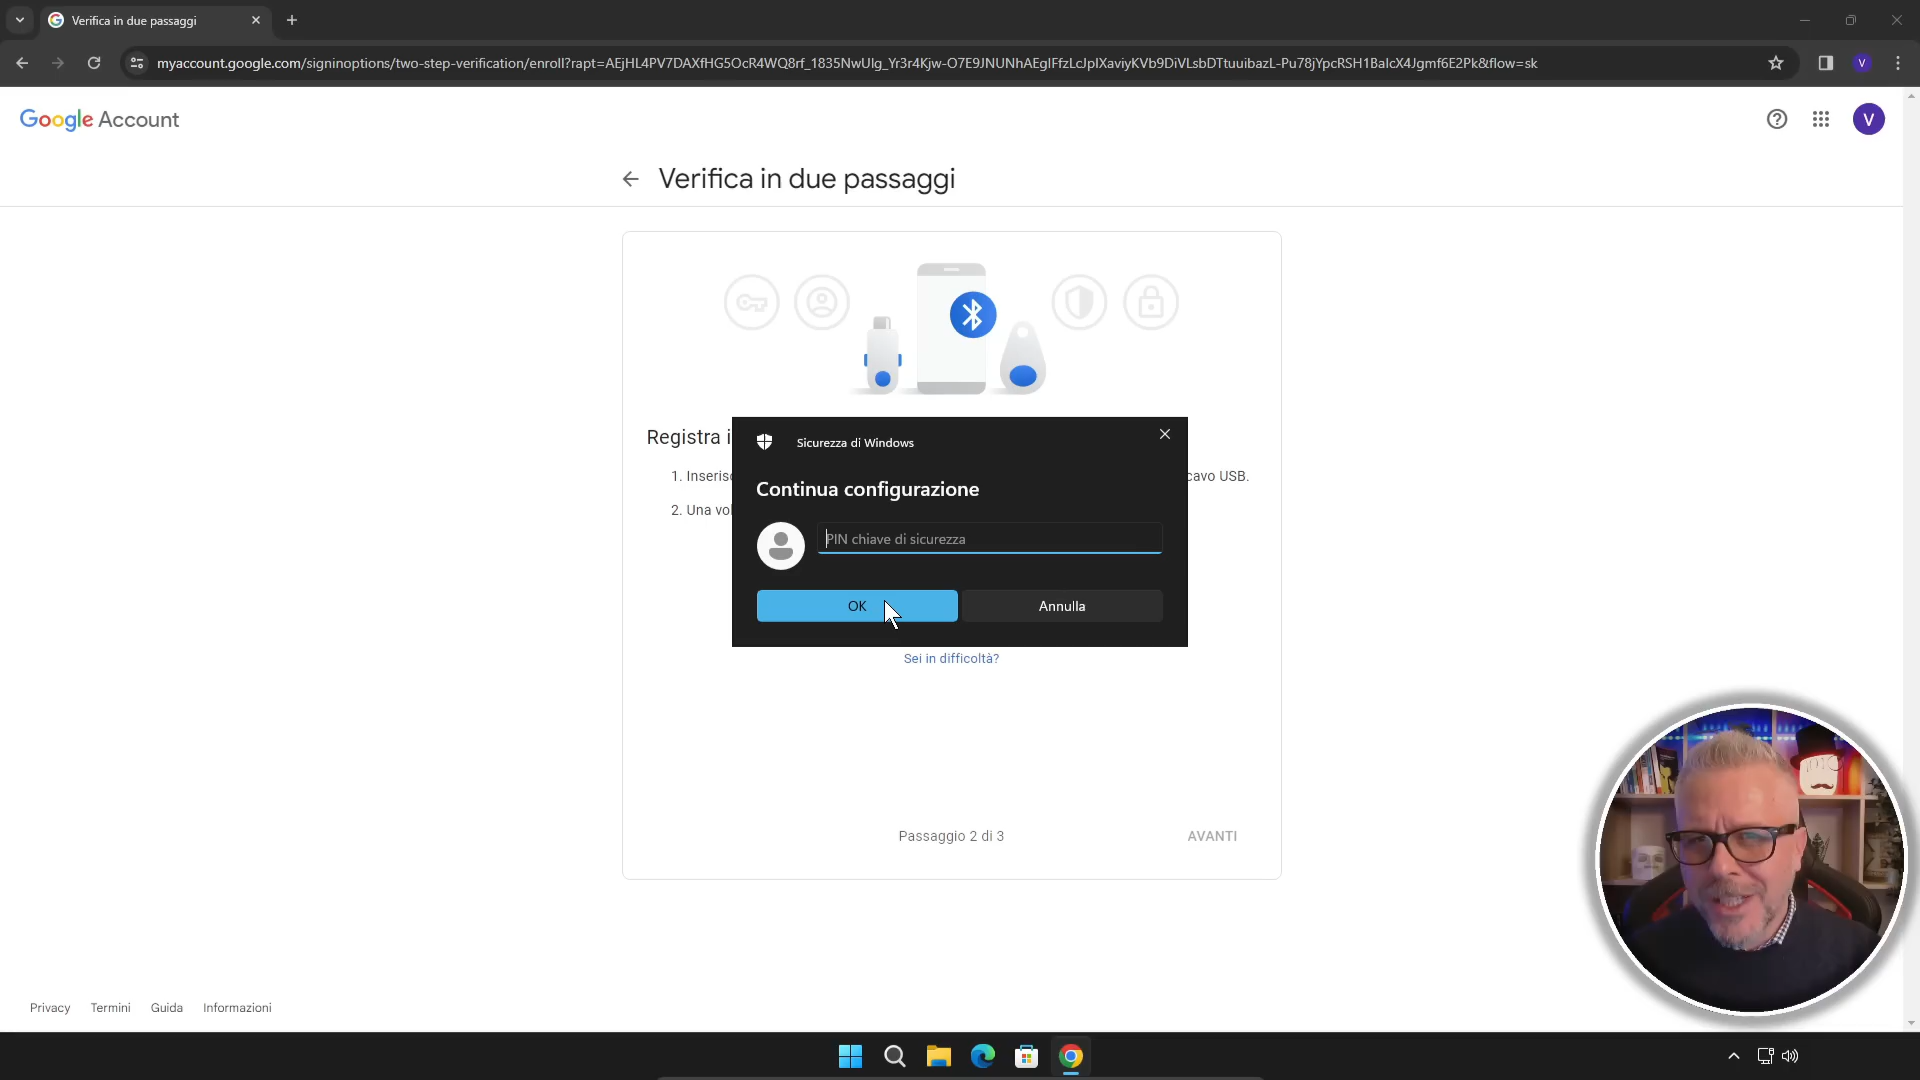 Verifica in due passaggi
myaccount.google.com/signinoptions/two-step-verification/enroll?rapt=AEjHL4PV7DAXfHG5OcR4WQ8rf_1835NwUlg_Yr3r4Kjw-O7E9JNUNhAEglFfzLcJplXaviyKVb9DiVLsbDTtuuibazL-Pu78jYpcRSH1BalcX4Jgmf6E2Pk&flow=sk
V
Google Account
V
Verifica in due passaggi
Registra i
Sicurezza di Windows
1. Inseris
cavo USB.
Continua configurazione
2. Una vo
PIN chiave di sicurezza
OK
Annulla
Sei in difficoltà?
Passaggio 2 di 3
AVANTI
Privacy
Termini
Guida
Informazioni